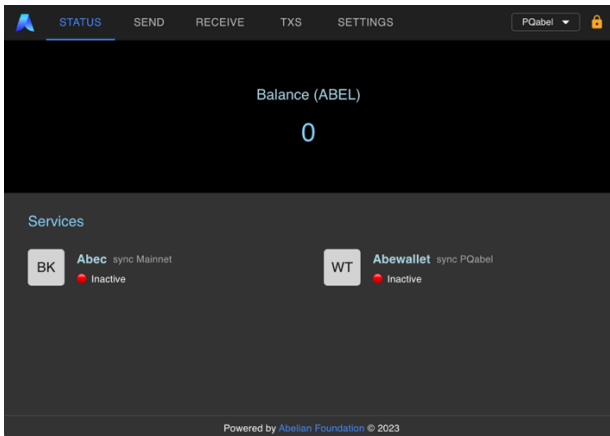 STATUS SEND RECEIVE TXS SETTINGS PQabel
Balance (ABEL)
0
Services
BK Abec sync Mainnet
Inactive
WT Abewallet sync PQabel
Inactive
Powered by Abelian Foundation © 2023